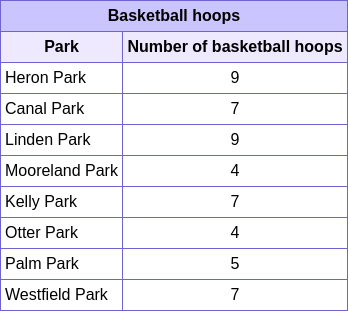 Basketball hoops
Park Number of basketball hoops
Heron Park 9
Canal Park 7
Linden Park 9
Mooreland Park 4
Kelly Park 7
Otter Park 4
Palm Park 5
Westfield Park 7